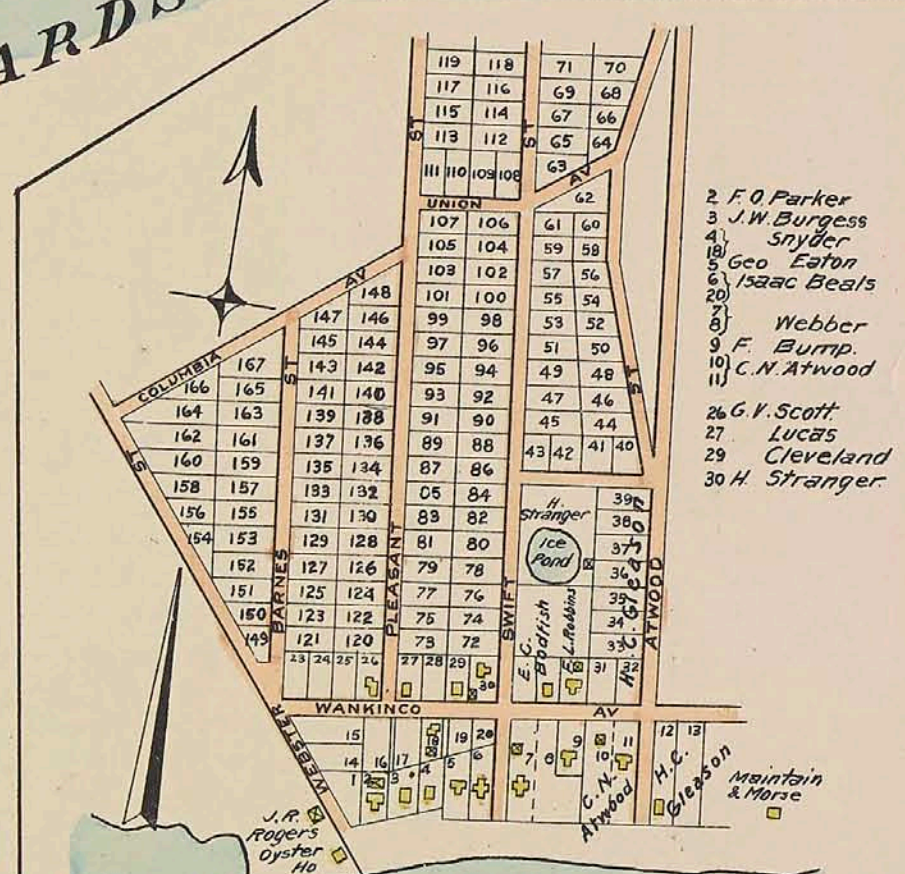 ARDS
119 118 71 70
117 116 69 68
115 114 67 66
113 112 65 64
ST ST
111 110 109 108 63
AV
UNION 62
107 106 61 60
105 104 59 58
103 102 57 56
AV
148 101 100 55 54
147 146 99 98 53 52
145 144 97 96 51 50
COLUMBIA
167 ST 143 142 95 94 49 48 ST
166 165 141 140 93 92 47 46
164 163 139 138 91 90 45 44
162 161 137 136 89 88 43 42 41 40
ST
160 159 135 134 87 86
158 157 133 132 85 84 39
156 155 131 130 83 82 38
154 153 129 128 81 80 37
152 127 126 79 78 36
151 125 124 77 76 35
150 123 122 75 74 34
149 121 120 73 72 33
H.
Stranger
Ice
Pond
BARNES
PLEASANT
SWIFT
ATWOOD
E. C.
Bodfish
E. L. Robbins
H. C. Gleason
23 24 25 26 27 28 29 30 31 32
WANKINCO AV
WEBSTER
15 18 19 20 9 12 13
14 16 17 5 6 7 8 10 11
1 2 3 4
C. N.
Atwood
H. C.
Gleason
Maintain
& Morse
J. R.
Rogers
Oyster
Ho
2 F. O. Parker
3 J. W. Burgess
4
18} Snyder
5 Geo Eaton
6} Isaac Beals
20
7
8} Webber
9 F. Bump.
10} C. N. Atwood
11
26 G. V. Scott
27 Lucas
29 Cleveland
30 H. Stranger.